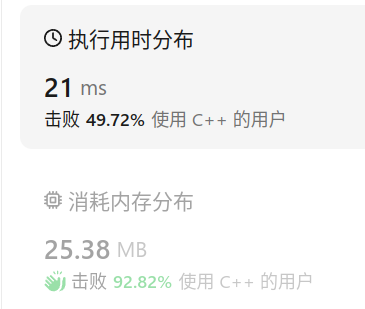 执行用时分布
21 ms
击败 49.72% 使用 C++ 的用户
消耗内存分布
25.38 MB
击败 92.82% 使用 C++ 的用户